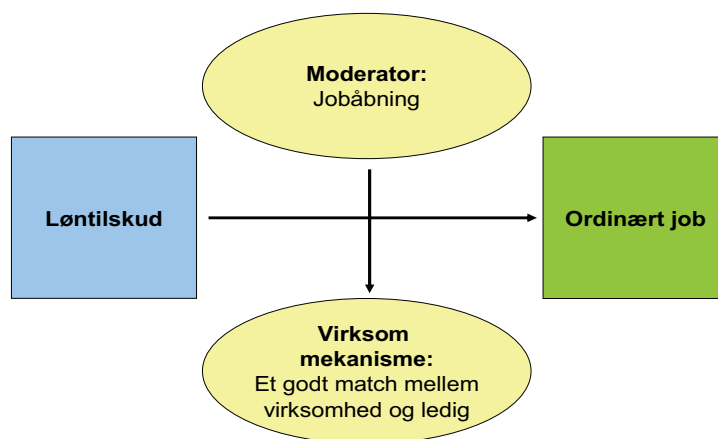 Moderator:
Jobåbning
Løntilskud
Ordinært job
Virksom
mekanisme:
Et godt match mellem
virksomhed og ledig